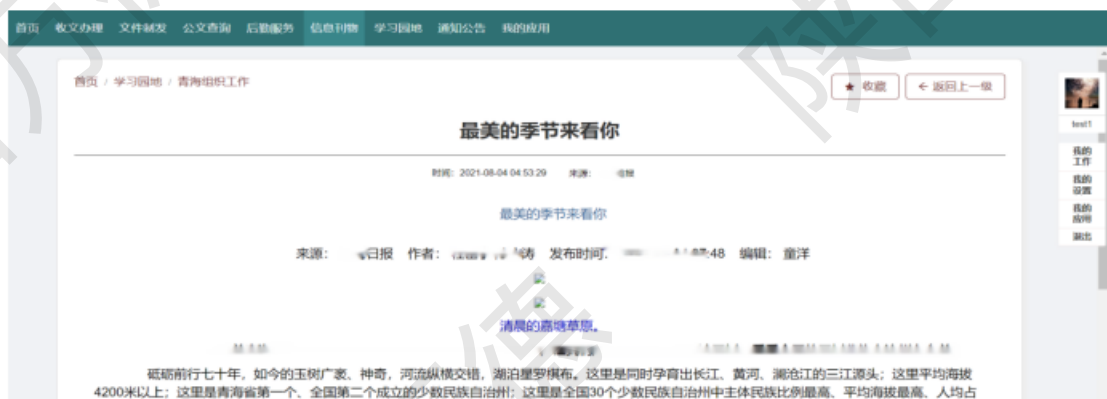 首页 收文办理 文件制发 公文查询 后勤服务 信息刊物 学习园地 通知公告 我的应用
首页 / 学习园地 / 青海组织工作
★ 收藏
← 返回上一级
最美的季节来看你
时间: 2021-08-04 04:53:29 来源:
最美的季节来看你
来源: 日报 作者: 涛 发布时间: :48 编辑: 童洋
清晨的嘉塘草原。
砥砺前行七十年，如今的玉树广袤、神奇，河流纵横交错，湖泊星罗棋布。这里是同时孕育出长江、黄河、澜沧江的三江源头；这里平均海拔
4200米以上；这里是青海省第一个、全国第二个成立的少数民族自治州；这里是全国30个少数民族自治州中主体民族比例最高、平均海拔最高、人均占
test1
我的
工作
我的
设置
我的
应用
退出